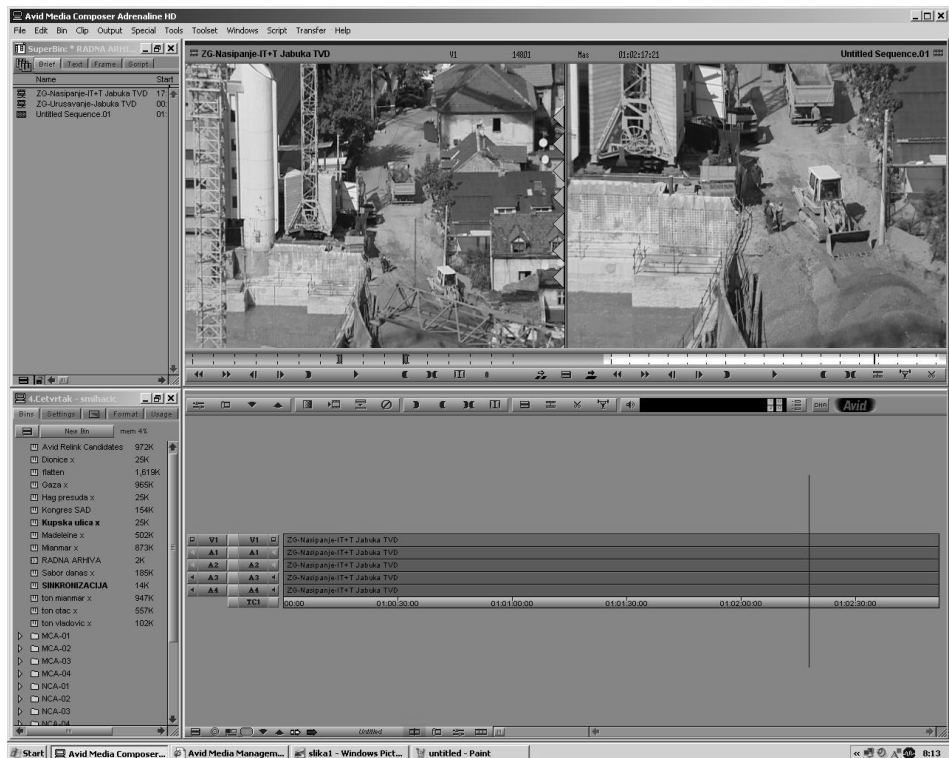 Avid Media Composer Adrenaline HD
File Edit Bin Clip Output Special Tools Toolset Windows Script Transfer Help
SuperBin: * RADNA ARHI...
Brief Text Frame Script
Name Start
ZG-Nasipanje-IT+T Jabuka TVD 17:
ZG-Urusavanje-Jabuka TVD 00:
Untitled Sequence.01 01:
ZG-Nasipanje-IT+T Jabuka TVD V1 14801 Mas 01:02:17:21 Untitled Sequence.01
4.Cetvrtak - smihacic
Bins Settings Format Usage
New Bin mem 4%
Avid Relink Candidates 972K
Dionice x 25K
flatten 1,619K
Gaza x 965K
Hag presuda x 25K
Kongres SAD 154K
Kupska ulica x 25K
Madeleine x 502K
Mianmar x 873K
RADNA ARHIVA 2K
Sabor danas x 185K
SINKRONIZACIJA 14K
ton mianmar x 947K
ton otac x 557K
ton vladovic x 102K
MCA-01
MCA-02
MCA-03
MCA-04
NCA-01
NCA-02
NCA-03
NCA-04
Avid
V1 V1 ZG-Nasipanje-IT+T Jabuka TVD
A1 A1 ZG-Nasipanje-IT+T Jabuka TVD
A2 A2 ZG-Nasipanje-IT+T Jabuka TVD
A3 A3 ZG-Nasipanje-IT+T Jabuka TVD
A4 A4 ZG-Nasipanje-IT+T Jabuka TVD
TC1 00:00 01:00:30:00 01:01:00:00 01:01:30:00 01:02:00:00 01:02:30:00
Untitled
Start Avid Media Composer... Avid Media Managem... slika1 - Windows Pict... untitled - Paint 8:13